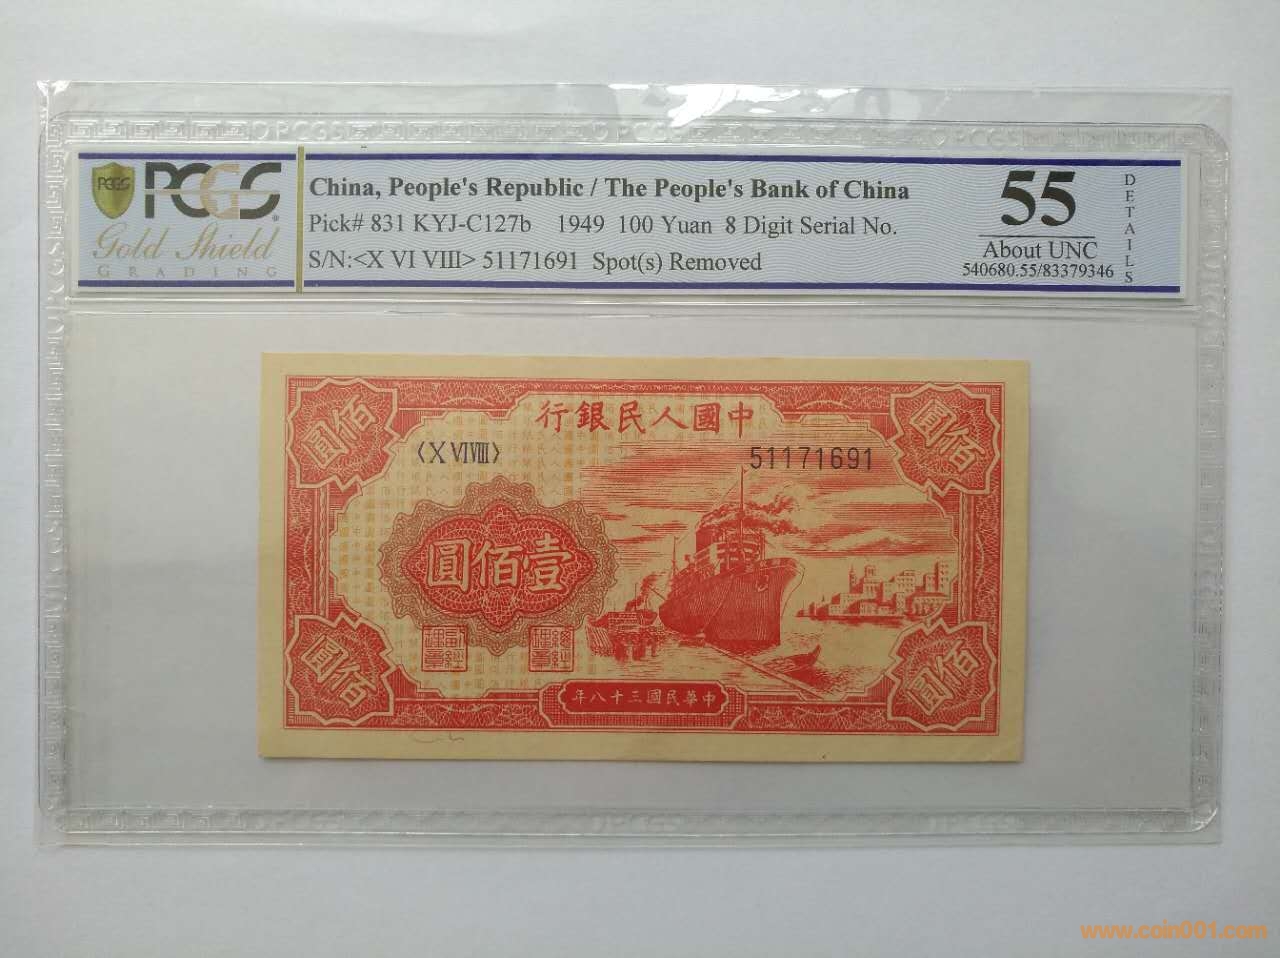 PCGS
PCGS
Gold Shield
GRADING
China, People's Republic / The People's Bank of China
Pick# 831 KYJ-C127b 1949 100 Yuan 8 Digit Serial No.
S/N:<X VI VIII> 51171691 Spot(s) Removed
55
About UNC
540680.55/83379346
DETAILS
行銀民人國中
〈X VI VIII〉
51171691
圓佰
圓佰
圓佰壹
圓佰
圓佰
年八十三國民華中
www.coin001.com